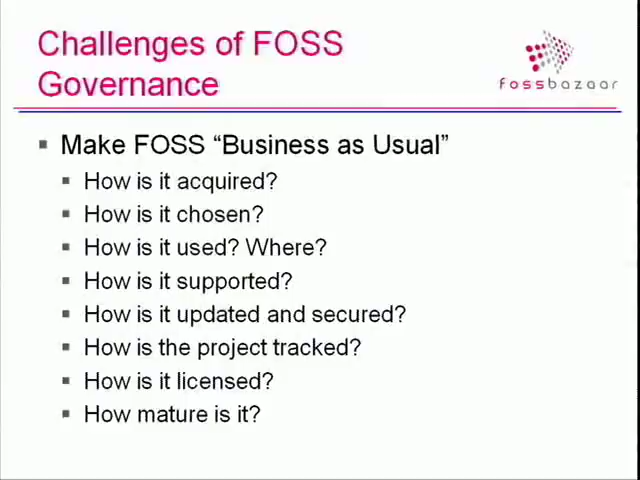 Challenges of FOSS
Governance
fossbazaar
Make FOSS “Business as Usual”
How is it acquired?
How is it chosen?
How is it used? Where?
How is it supported?
How is it updated and secured?
How is the project tracked?
How is it licensed?
How mature is it?